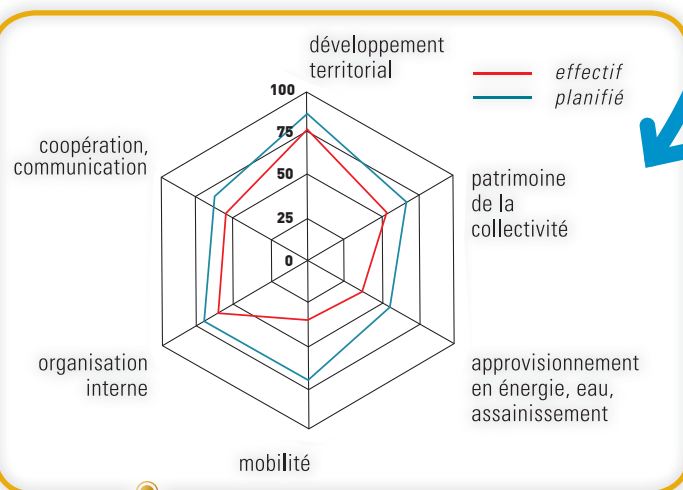 développement
territorial
effectif
planifié
100
75
50
25
0
coopération,
communication
patrimoine
de la
collectivité
organisation
interne
approvisionnement
en énergie, eau,
assainissement
mobilité